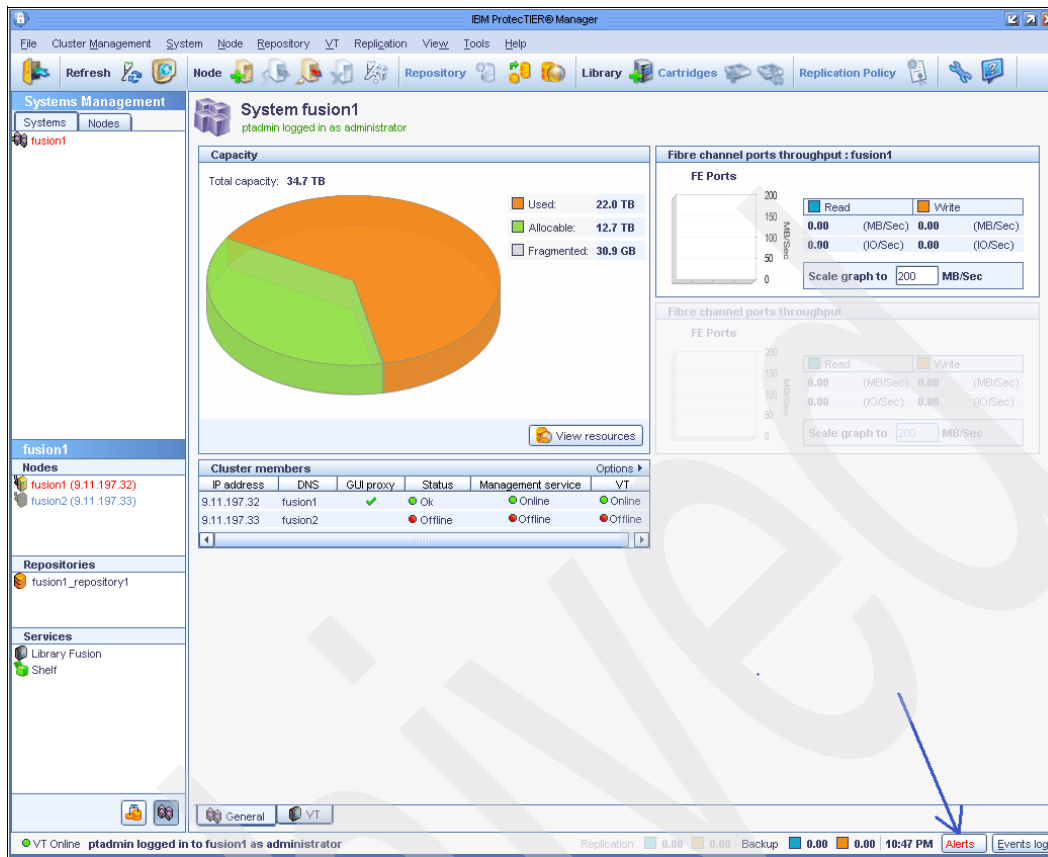 IBM ProtecTIER® Manager
File Cluster Management System Node Repository VT Replication View Tools Help
Refresh Node Repository Library Cartridges Replication Policy
Systems Management
Systems Nodes
fusion1
System fusion1
ptadmin logged in as administrator
Capacity
Total capacity: 34.7 TB
Used: 22.0 TB
Allocable: 12.7 TB
Fragmented: 30.9 GB
View resources
Fibre channel ports throughput : fusion1
FE Ports
200
150
100
50
0
MB/Sec
Read Write
0.00 (MB/Sec) 0.00 (MB/Sec)
0.00 (IO/Sec) 0.00 (IO/Sec)
Scale graph to 200 MB/Sec
Fibre channel ports throughput
FE Ports
200
150
100
50
0
MB/Sec
Read Write
0.00 (MB/Sec) 0.00 (MB/Sec)
0.00 (IO/Sec) 0.00 (IO/Sec)
Scale graph to 200 MB/Sec
fusion1
Nodes
fusion1 (9.11.197.32)
fusion2 (9.11.197.33)
Repositories
fusion1_repository1
Services
Library Fusion
Shelf
Cluster members Options
IP address DNS GUI proxy Status Management service VT
9.11.197.32 fusion1 Ok Online Online
9.11.197.33 fusion2 Offline Offline Offline
General VT
VT Online ptadmin logged in to fusion1 as administrator Replication 0.00 0.00 Backup 0.00 0.00 10:47 PM Alerts Events log